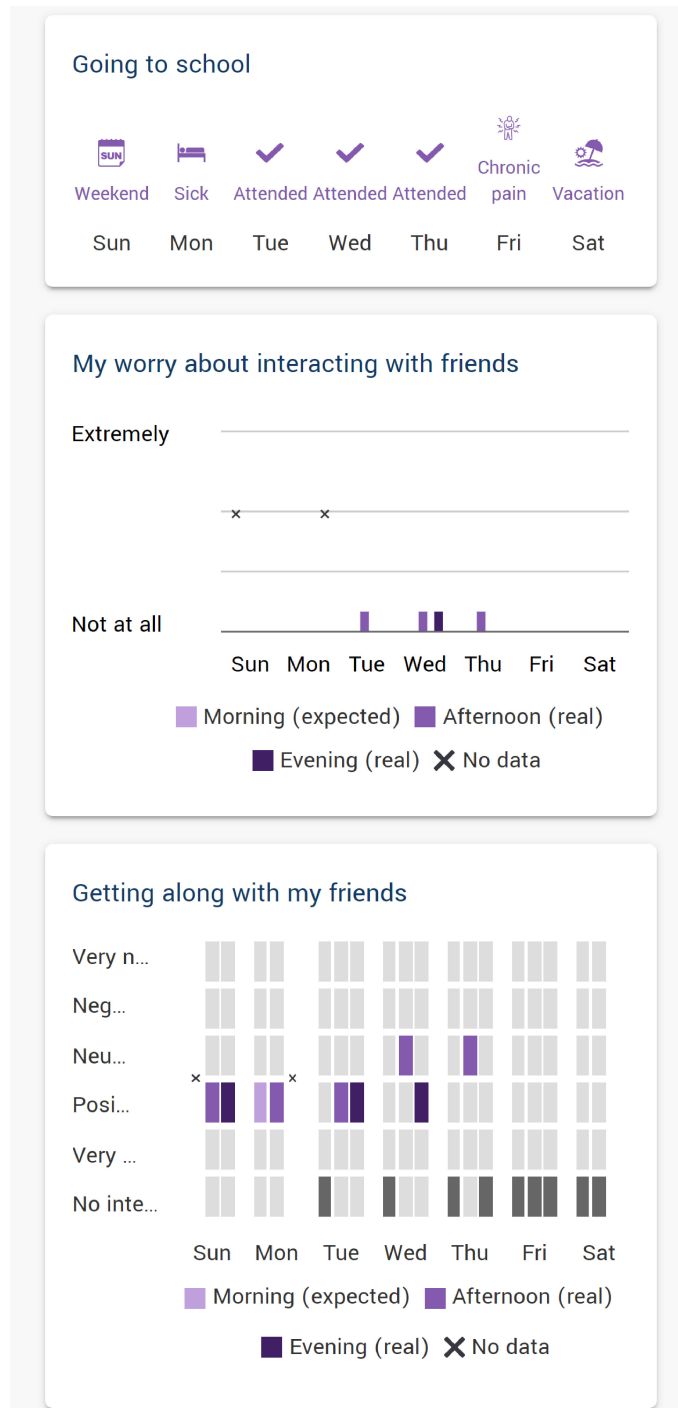 Going to school
SUN
Weekend Sick Attended Attended Attended Chronic pain Vacation
Sun Mon Tue Wed Thu Fri Sat
My worry about interacting with friends
Extremely
Not at all
Sun Mon Tue Wed Thu Fri Sat
Morning (expected) Afternoon (real)
Evening (real) No data
Getting along with my friends
Very n...
Neg...
Neu...
Posi...
Very ...
No inte...
Sun Mon Tue Wed Thu Fri Sat
Morning (expected) Afternoon (real)
Evening (real) No data